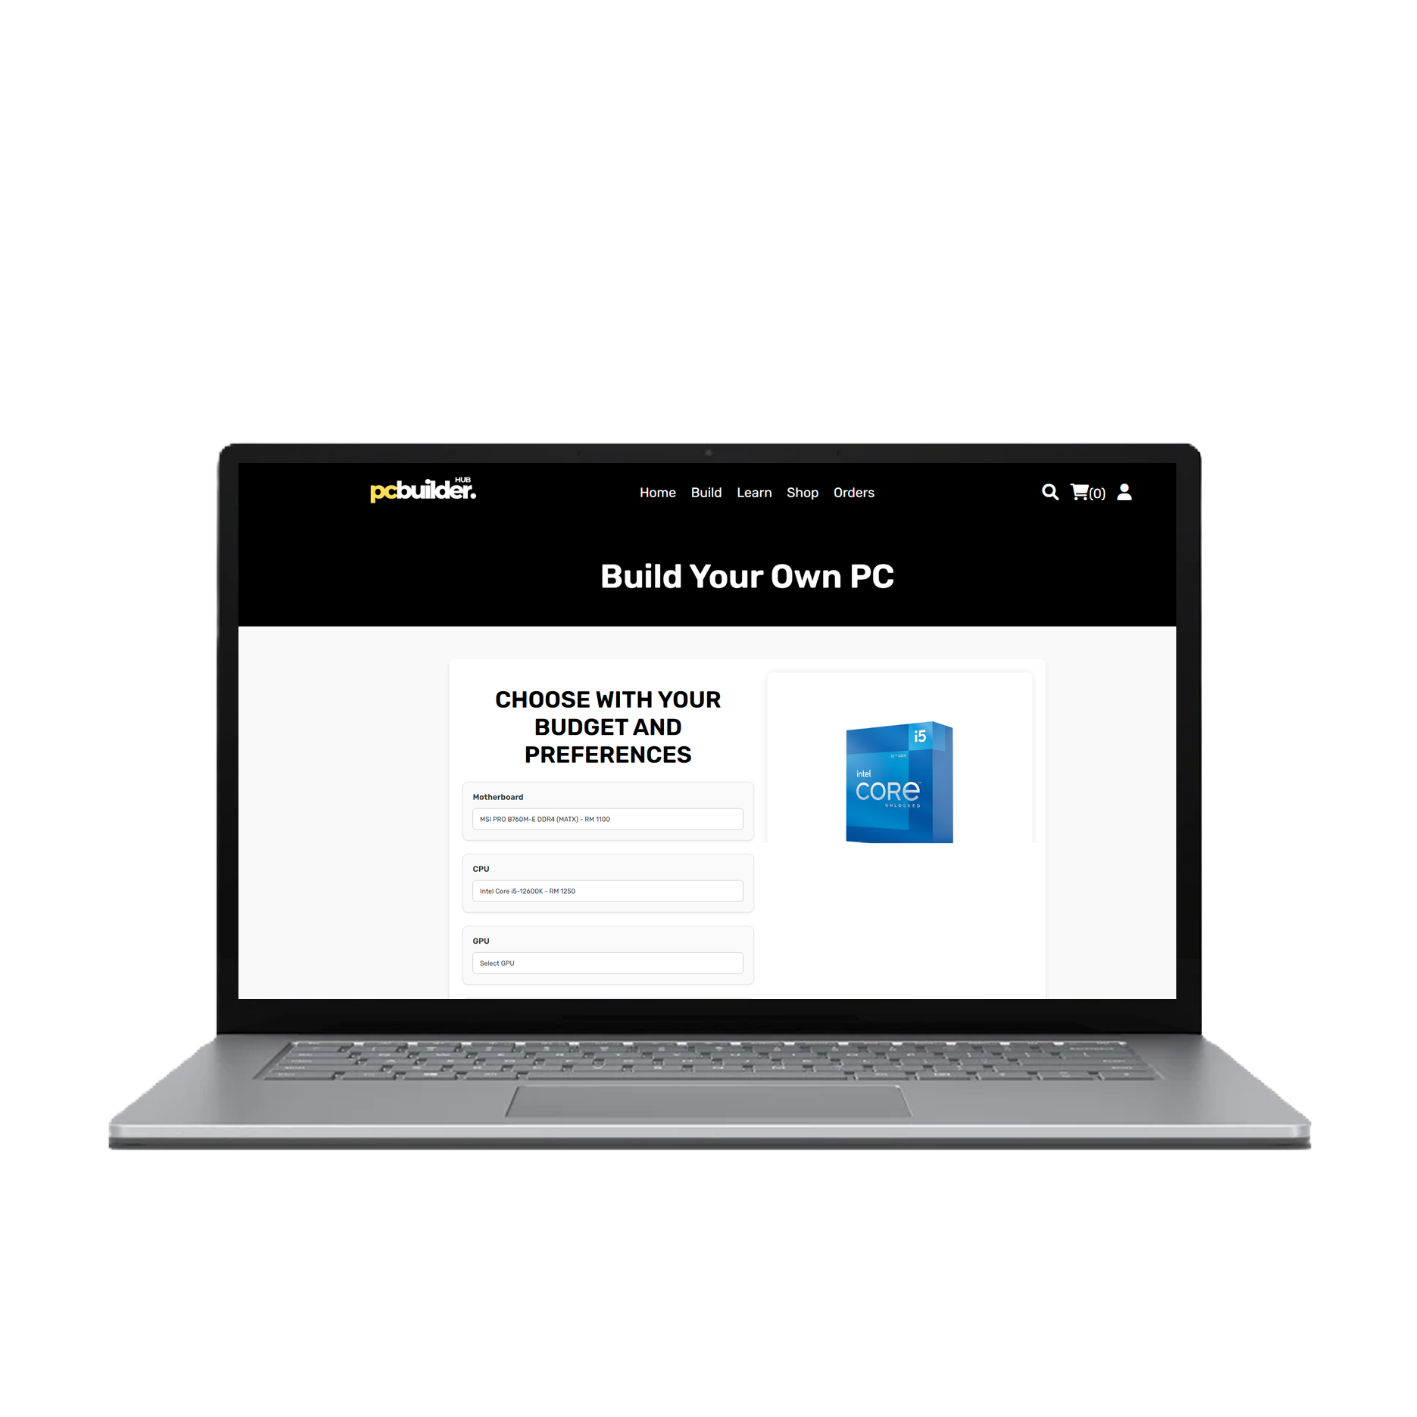 pcbuilder.
HUB
Home Build Learn Shop Orders
(0)
Build Your Own PC
CHOOSE WITH YOUR
BUDGET AND
PREFERENCES
Motherboard
MSI PRO B760M-E DDR4 (MATX) - RM 1100
CPU
Intel Core i5-12600K - RM 1250
GPU
Select GPU
i5
intel
CORE
UNLOCKED